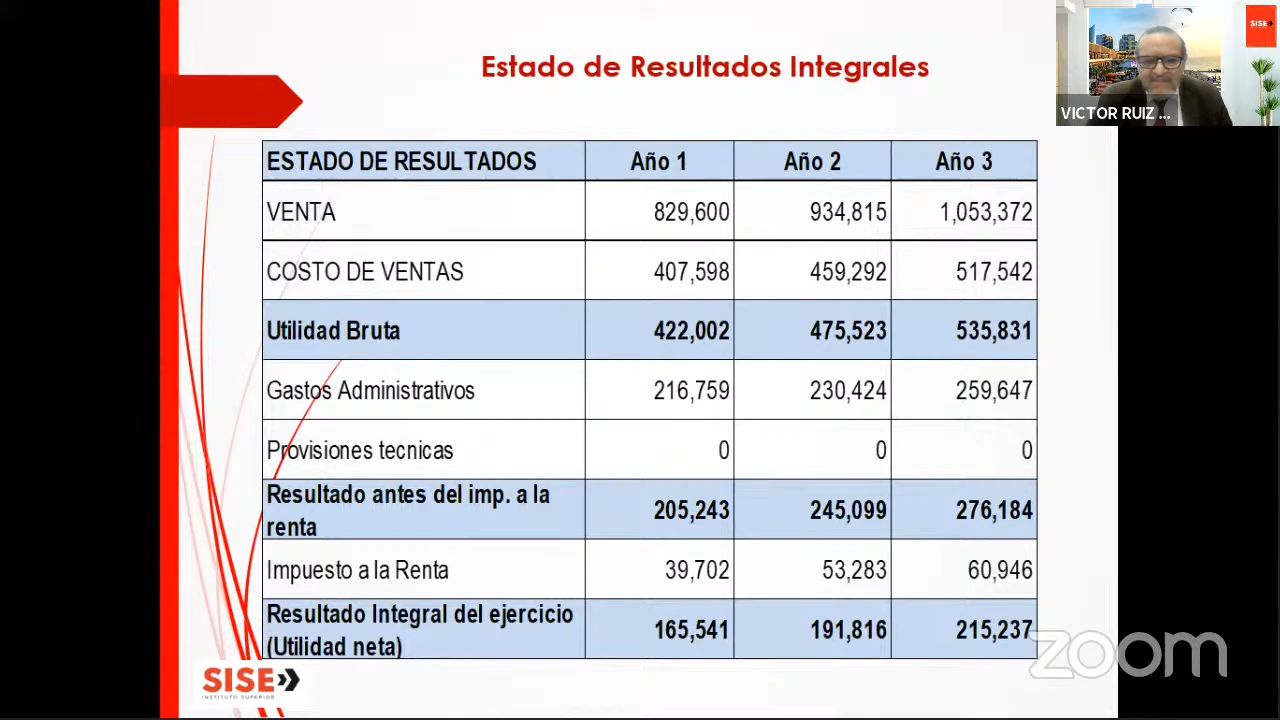 Estado de Resultados Integrales
SISE
VICTOR RUIZ ...
ESTADO DE RESULTADOS Año 1 Año 2 Año 3
VENTA 829,600 934,815 1,053,372
COSTO DE VENTAS 407,598 459,292 517,542
Utilidad Bruta 422,002 475,523 535,831
Gastos Administrativos 216,759 230,424 259,647
Provisiones tecnicas 0 0 0
Resultado antes del imp. a la
renta 205,243 245,099 276,184
Impuesto a la Renta 39,702 53,283 60,946
Resultado Integral del ejercicio
(Utilidad neta) 165,541 191,816 215,237
zoom
SISE
INSTITUTO SUPERIOR